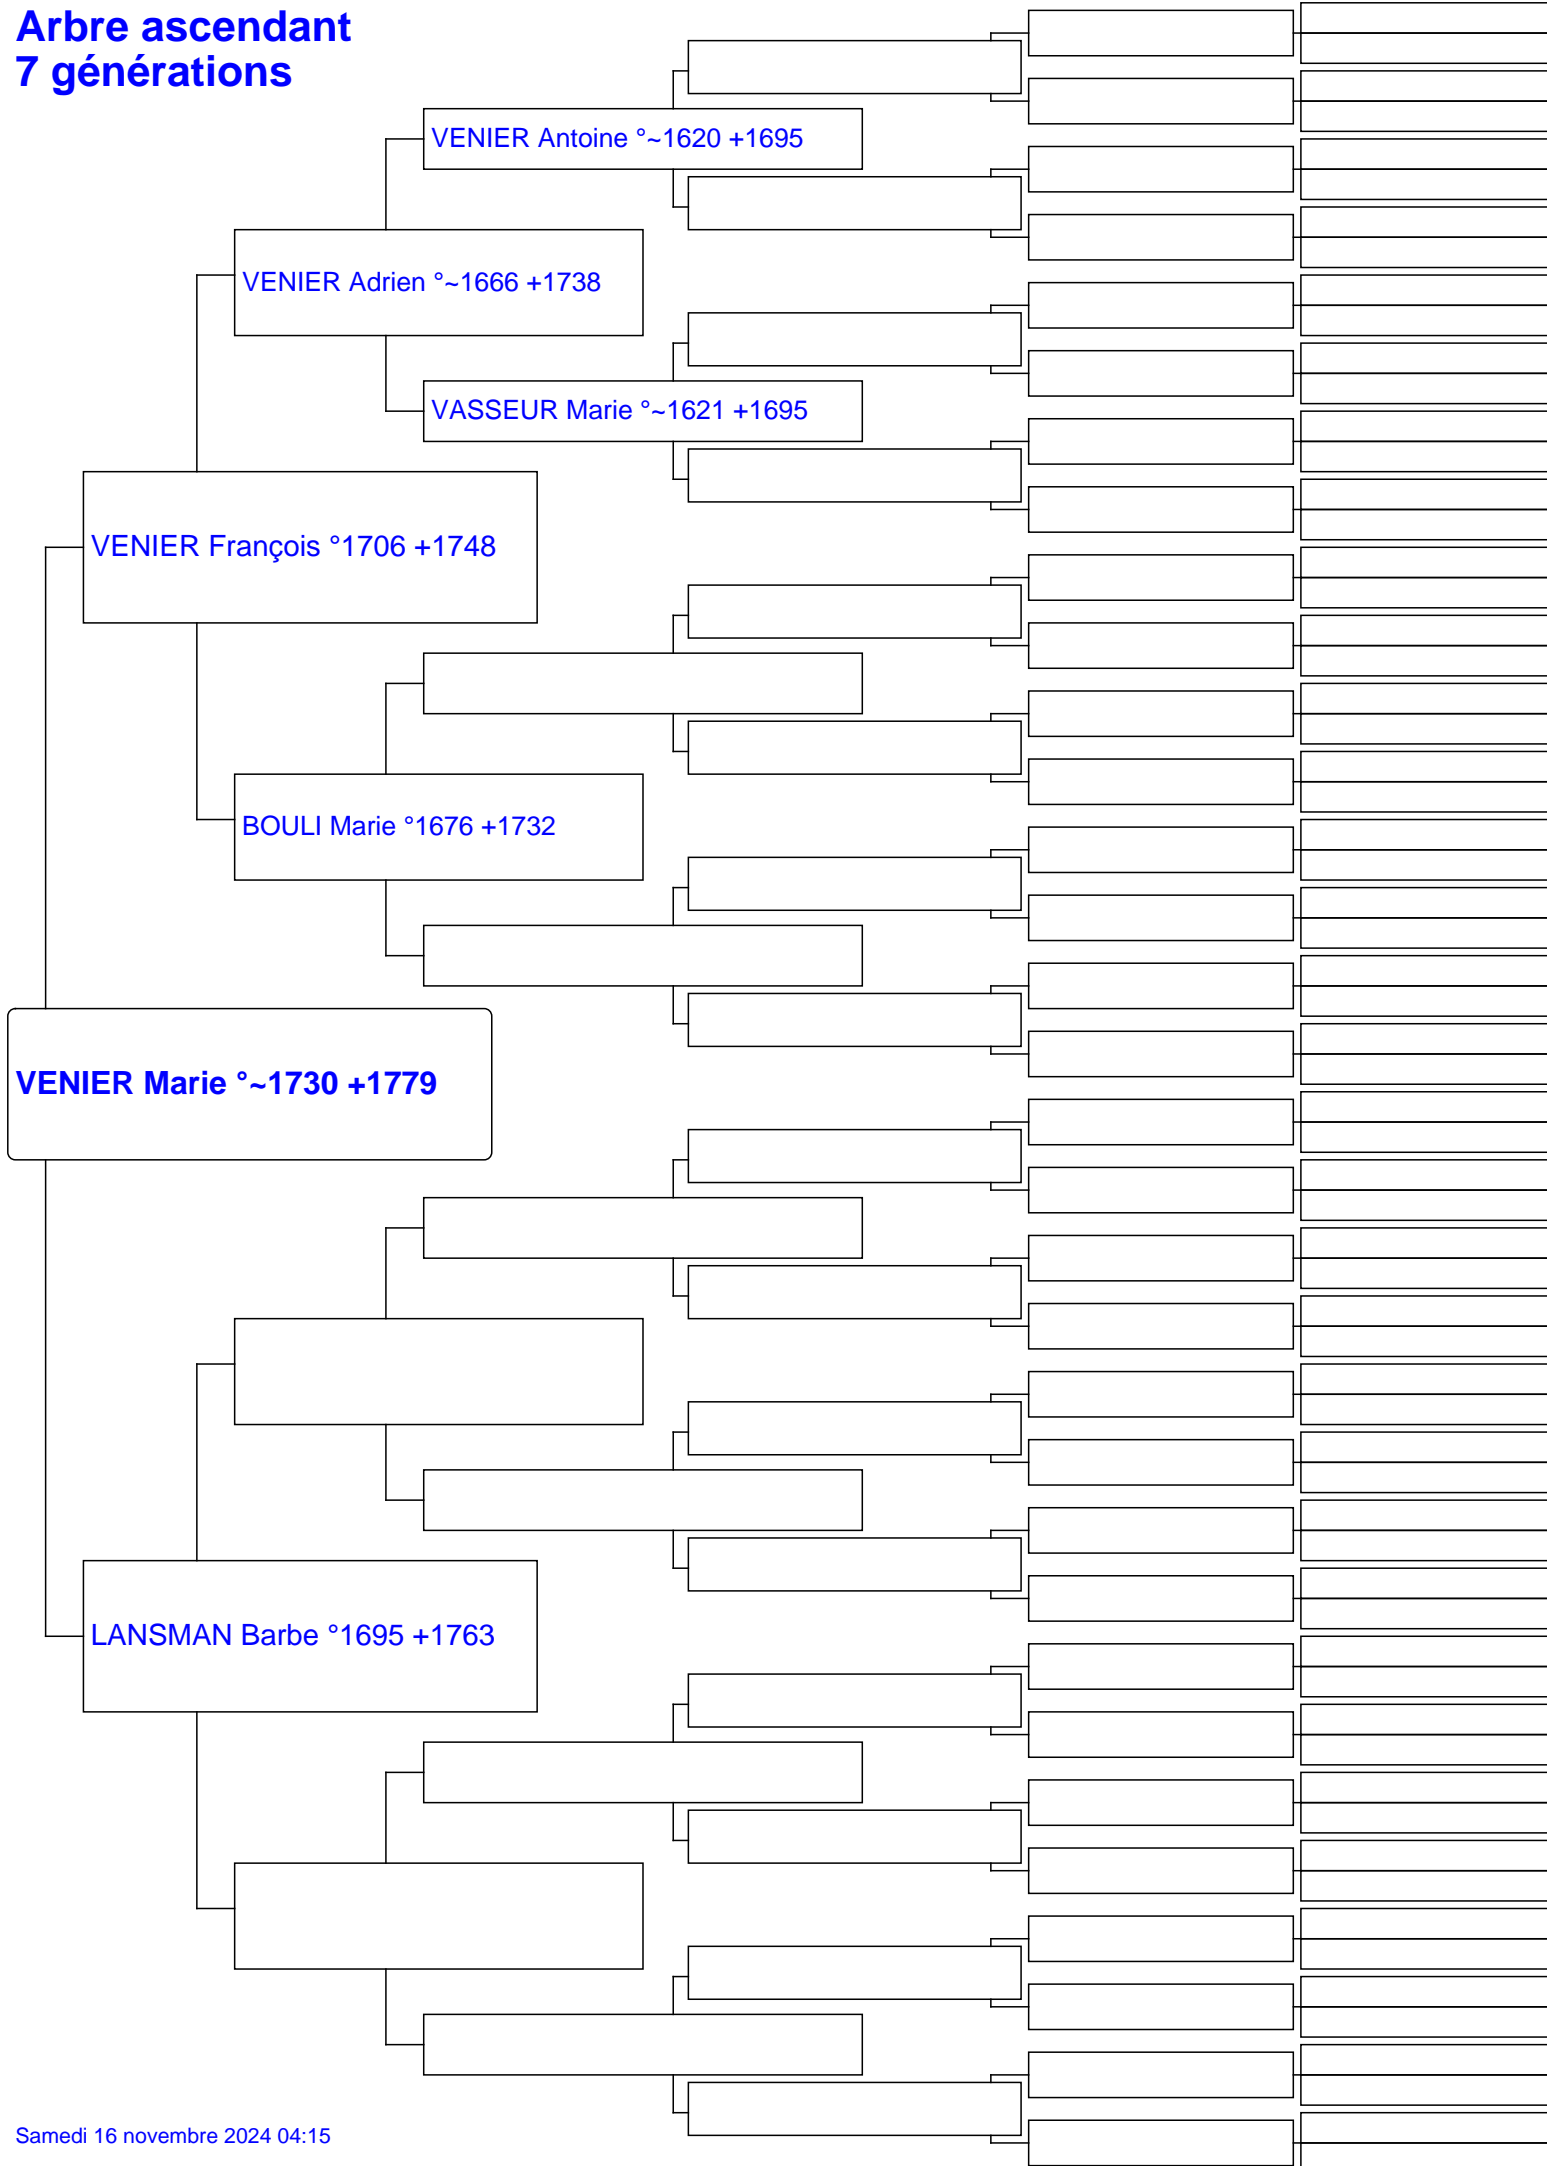 Arbre ascendant
7 générations
VENIER Antoine °~1620 +1695
VENIER Adrien °~1666 +1738
VASSEUR Marie °~1621 +1695
VENIER François °1706 +1748
BOULI Marie °1676 +1732
VENIER Marie °~1730 +1779
LANSMAN Barbe °1695 +1763
Samedi 16 novembre 2024 04:15